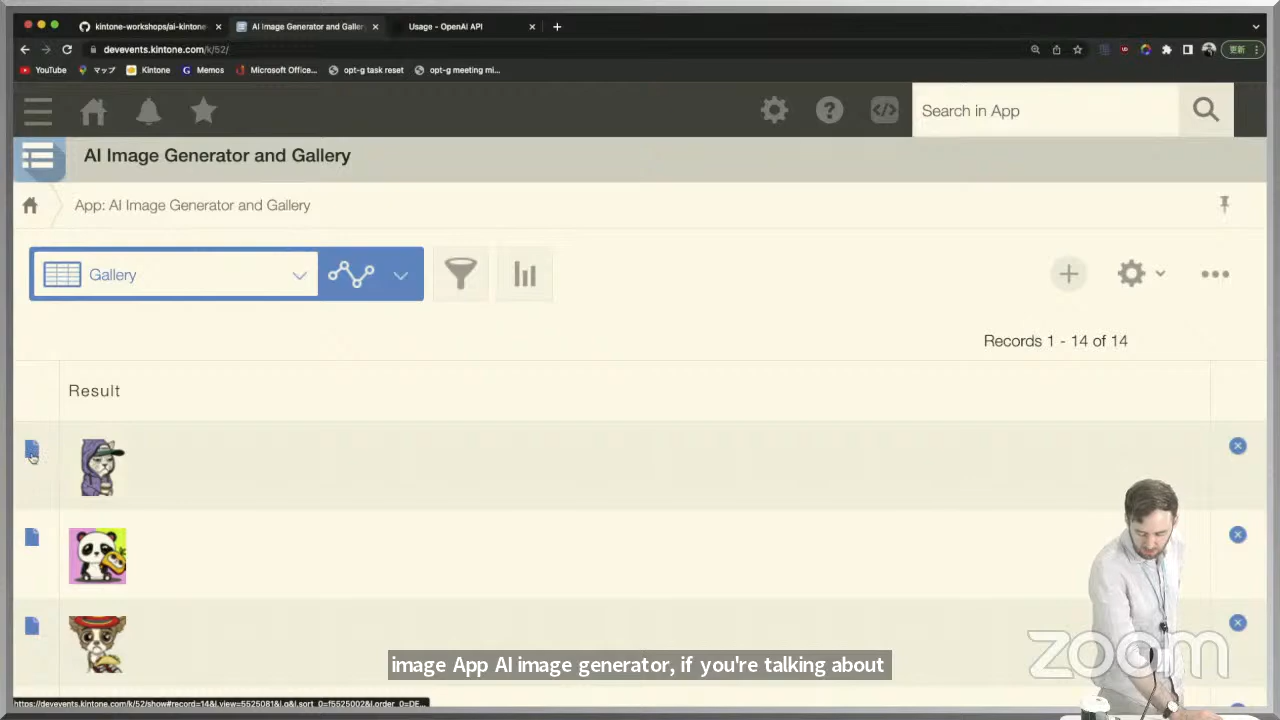 kintone-workshops/ai-kintone
AI Image Generator and Gallery
Usage - OpenAI API
devevents.kintone.com/k/52/
更新
YouTube
マップ
Kintone
Memos
Microsoft Office...
opt-g task reset
opt-g meeting mi...
Search in App
AI Image Generator and Gallery
App: AI Image Generator and Gallery
Gallery
Records 1 - 14 of 14
Result
image App AI image generator, if you're talking about
zoom